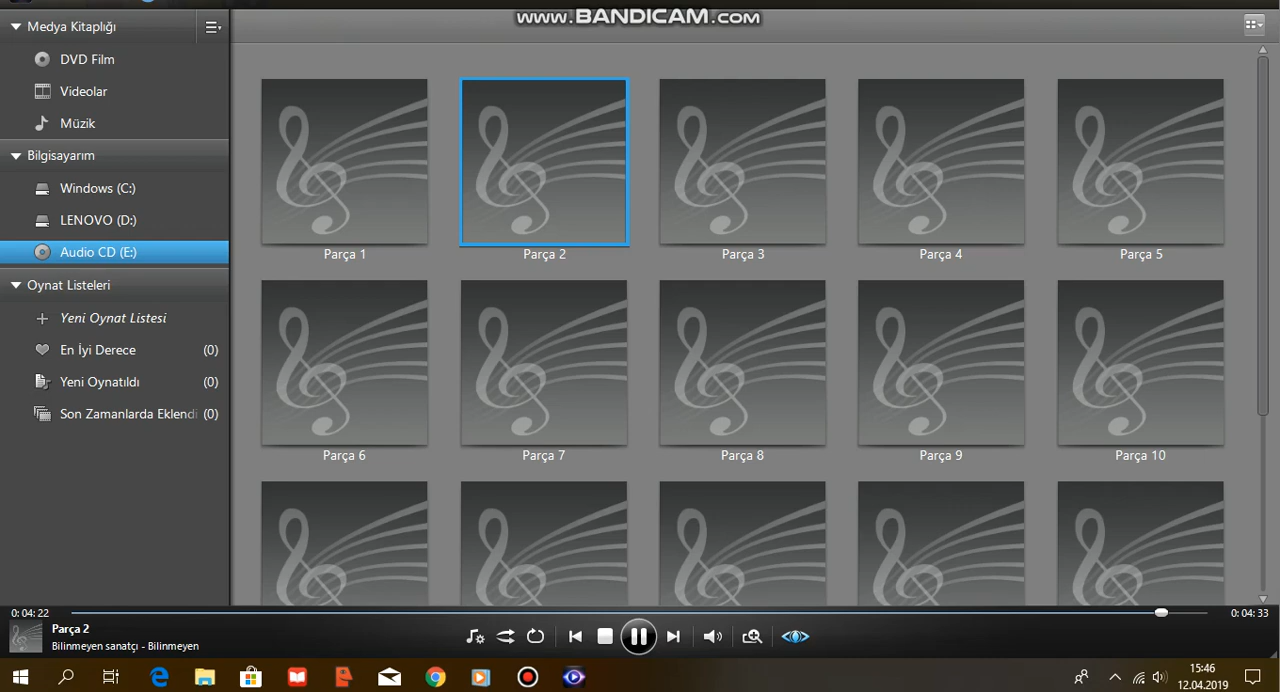 www.BANDICAM.com
Medya Kitaplığı
DVD Film
Videolar
Müzik
Bilgisayarım
Windows (C:)
LENOVO (D:)
Audio CD (E:)
Oynat Listeleri
Yeni Oynat Listesi
En İyi Derece (0)
Yeni Oynatıldı (0)
Son Zamanlarda Eklendi (0)
Parça 1
Parça 2
Parça 3
Parça 4
Parça 5
Parça 6
Parça 7
Parça 8
Parça 9
Parça 10
0: 04: 22
0: 04: 33
Parça 2
Bilinmeyen sanatçı - Bilinmeyen
15:46
12.04.2019